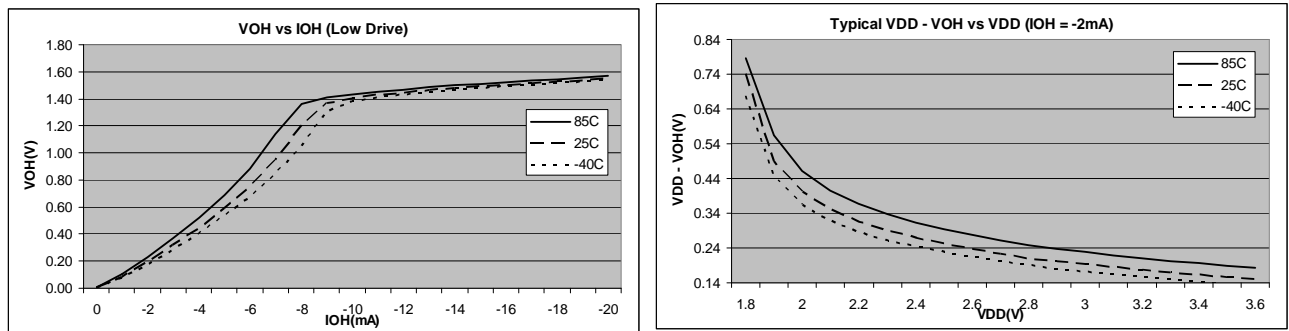 VOH vs IOH (Low Drive)
1.80
1.60
1.40
1.20
1.00
0.80
0.60
0.40
0.20
0.00
VOH(V)
85C
25C
-40C
0 -2 -4 -6 -8 -10 -12 -14 -16 -18 -20
IOH(mA)
Typical VDD - VOH vs VDD (IOH = -2mA)
0.84
0.74
0.64
0.54
0.44
0.34
0.24
0.14
VDD - VOH(V)
85C
25C
-40C
1.8 2 2.2 2.4 2.6 2.8 3 3.2 3.4 3.6
VDD(V)